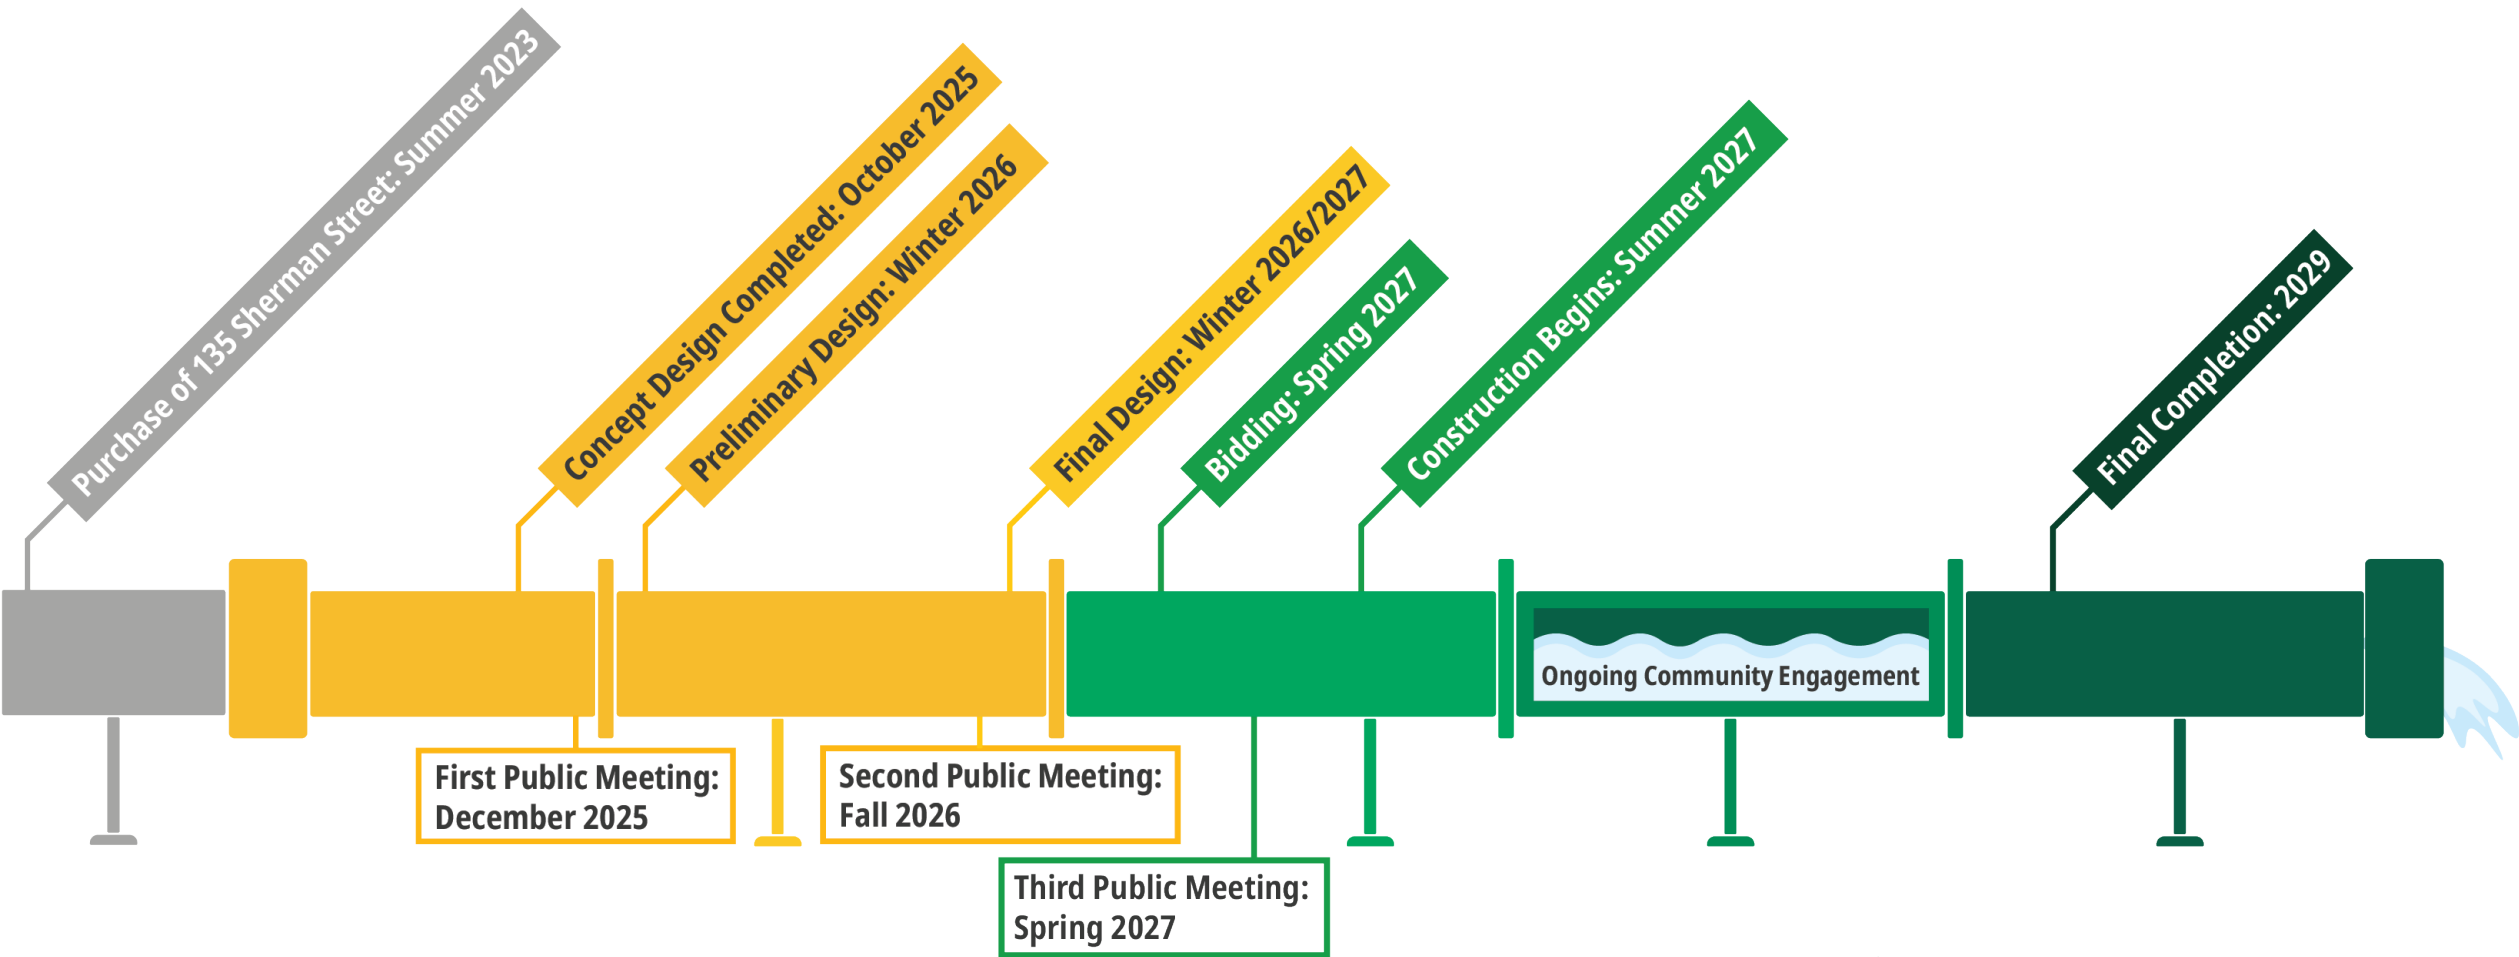 Purchase of 135 Sherman Street: Summer 2023
Concept Design Completed: October 2025
Preliminary Design: Winter 2026
Final Design: Winter 2026/2027
Bidding: Spring 2027
Construction Begins: Summer 2027
Final Completion: 2029
Ongoing Community Engagement
First Public Meeting:
December 2025
Second Public Meeting:
Fall 2026
Third Public Meeting:
Spring 2027